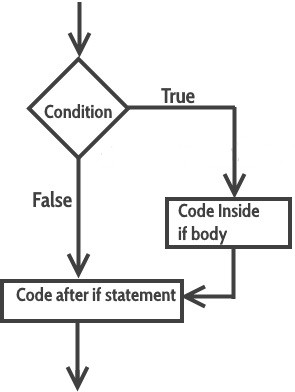 Condition
True
False
Code Inside
if body
Code after if statement